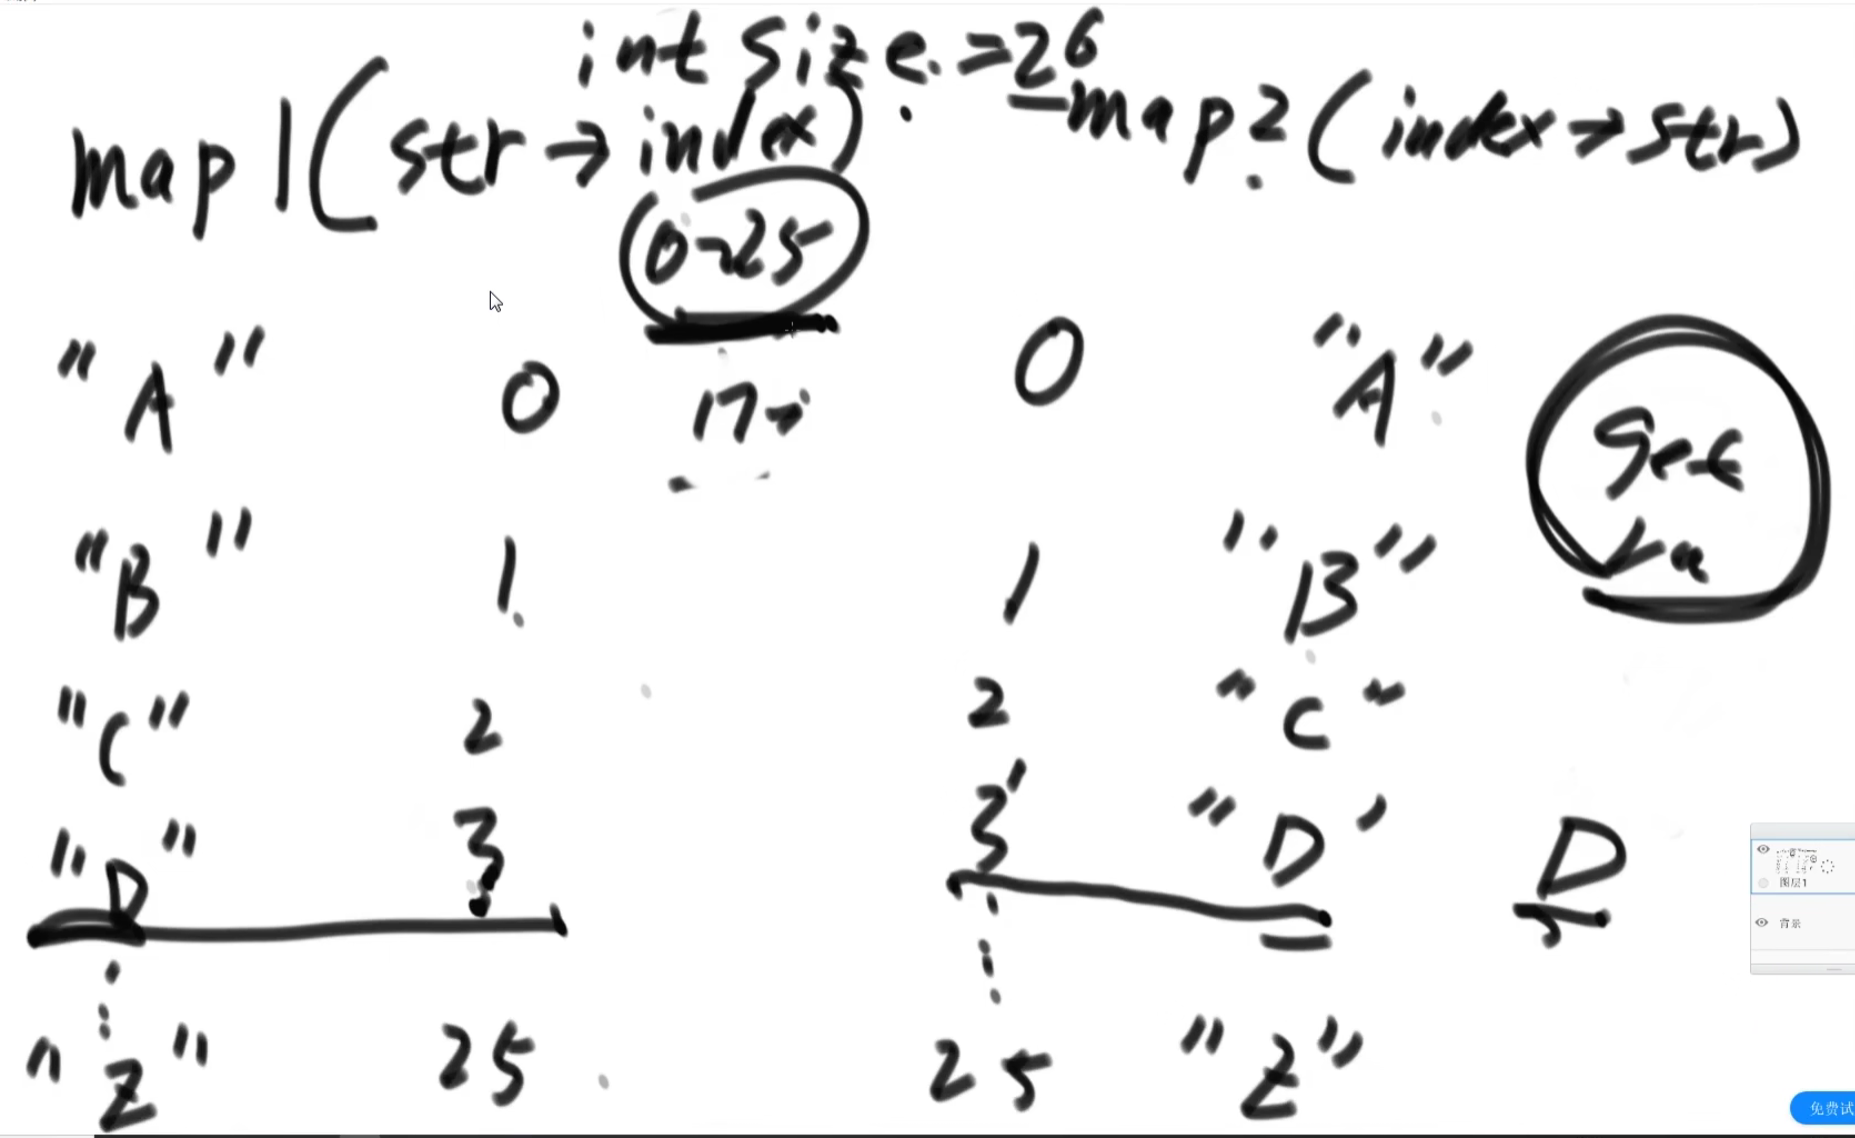 int size = 26
map1(str→index) map2(index→str)
0~25
"A" 0 17→ 0 "A"
get
"B" 1 1 "B"
"C" 2 2 "C"
"D" 3 3 "D' D
"Z" 25 25 "Z"
图层1
背景
免费试